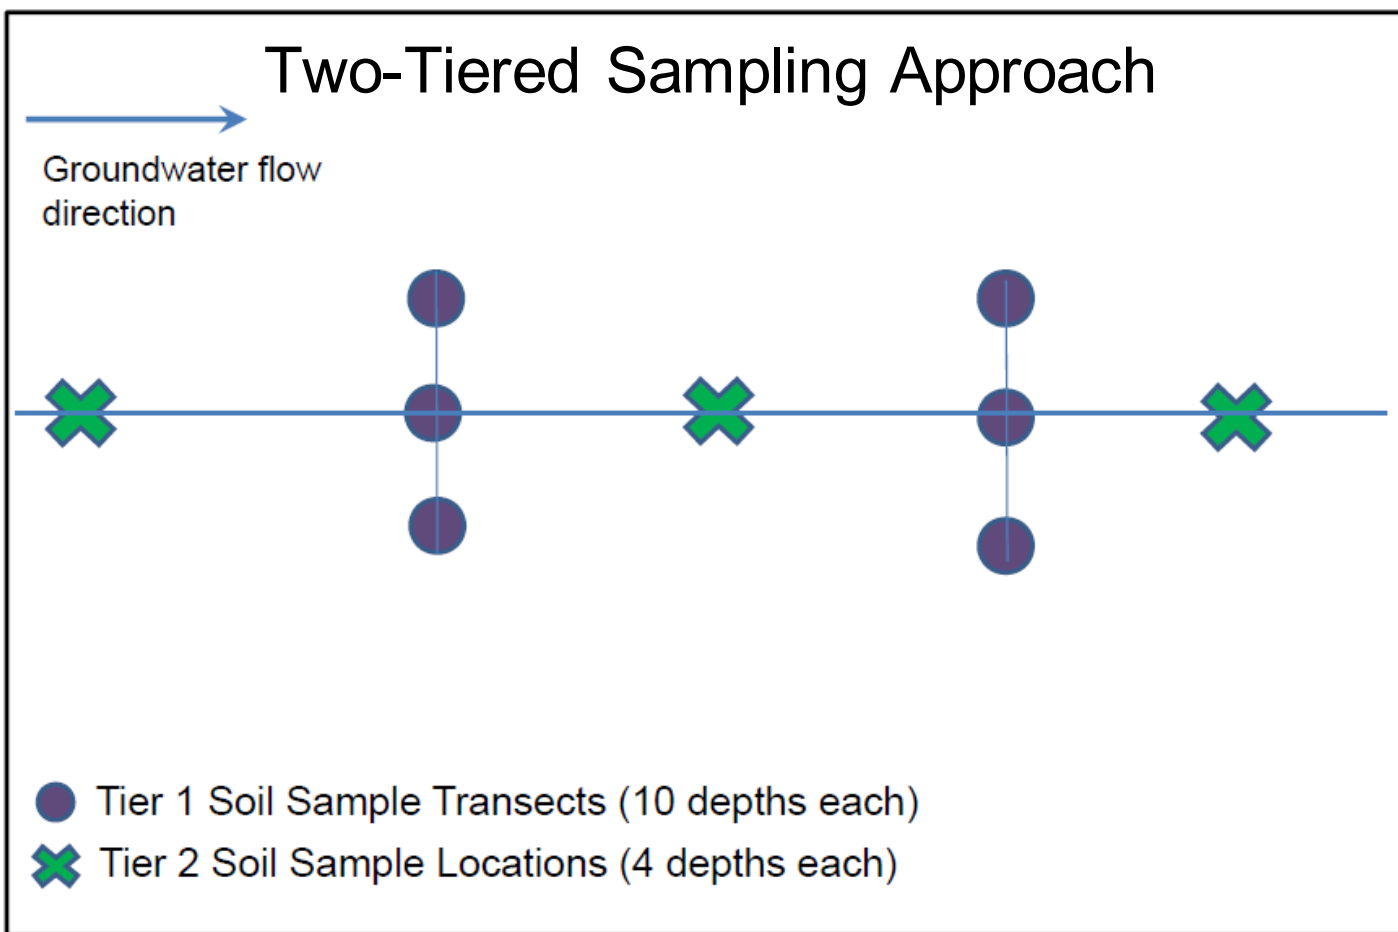 Two-Tiered Sampling Approach
Groundwater flow
direction
Tier 1 Soil Sample Transects (10 depths each)
Tier 2 Soil Sample Locations (4 depths each)